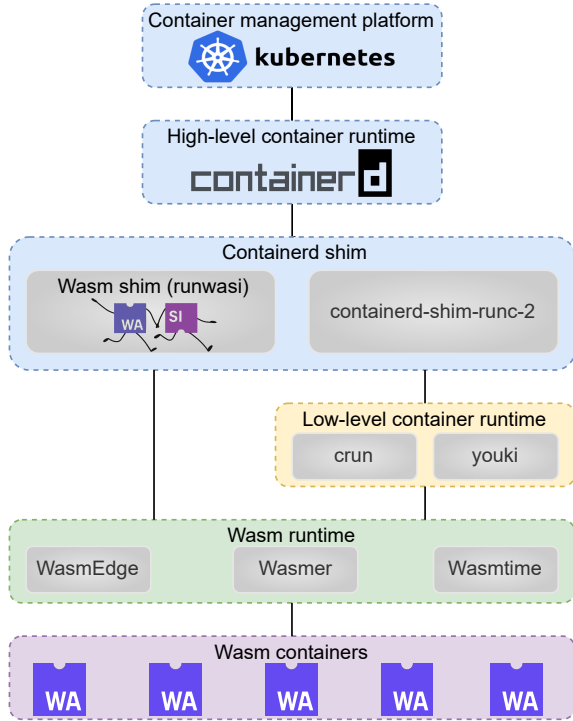 Container management platform
kubernetes
High-level container runtime
containerd
Containerd shim
Wasm shim (runwasi)
WA
SI
containerd-shim-runc-2
Low-level container runtime
crun youki
Wasm runtime
WasmEdge Wasmer Wasmtime
Wasm containers
WA WA WA WA WA